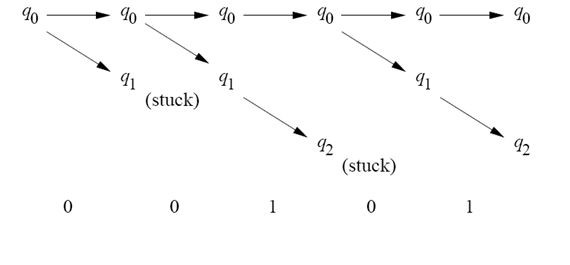 q0 q0 q0 q0 q0 q0
q1 q1 q1
(stuck)
q2 q2
(stuck)
0 0 1 0 1